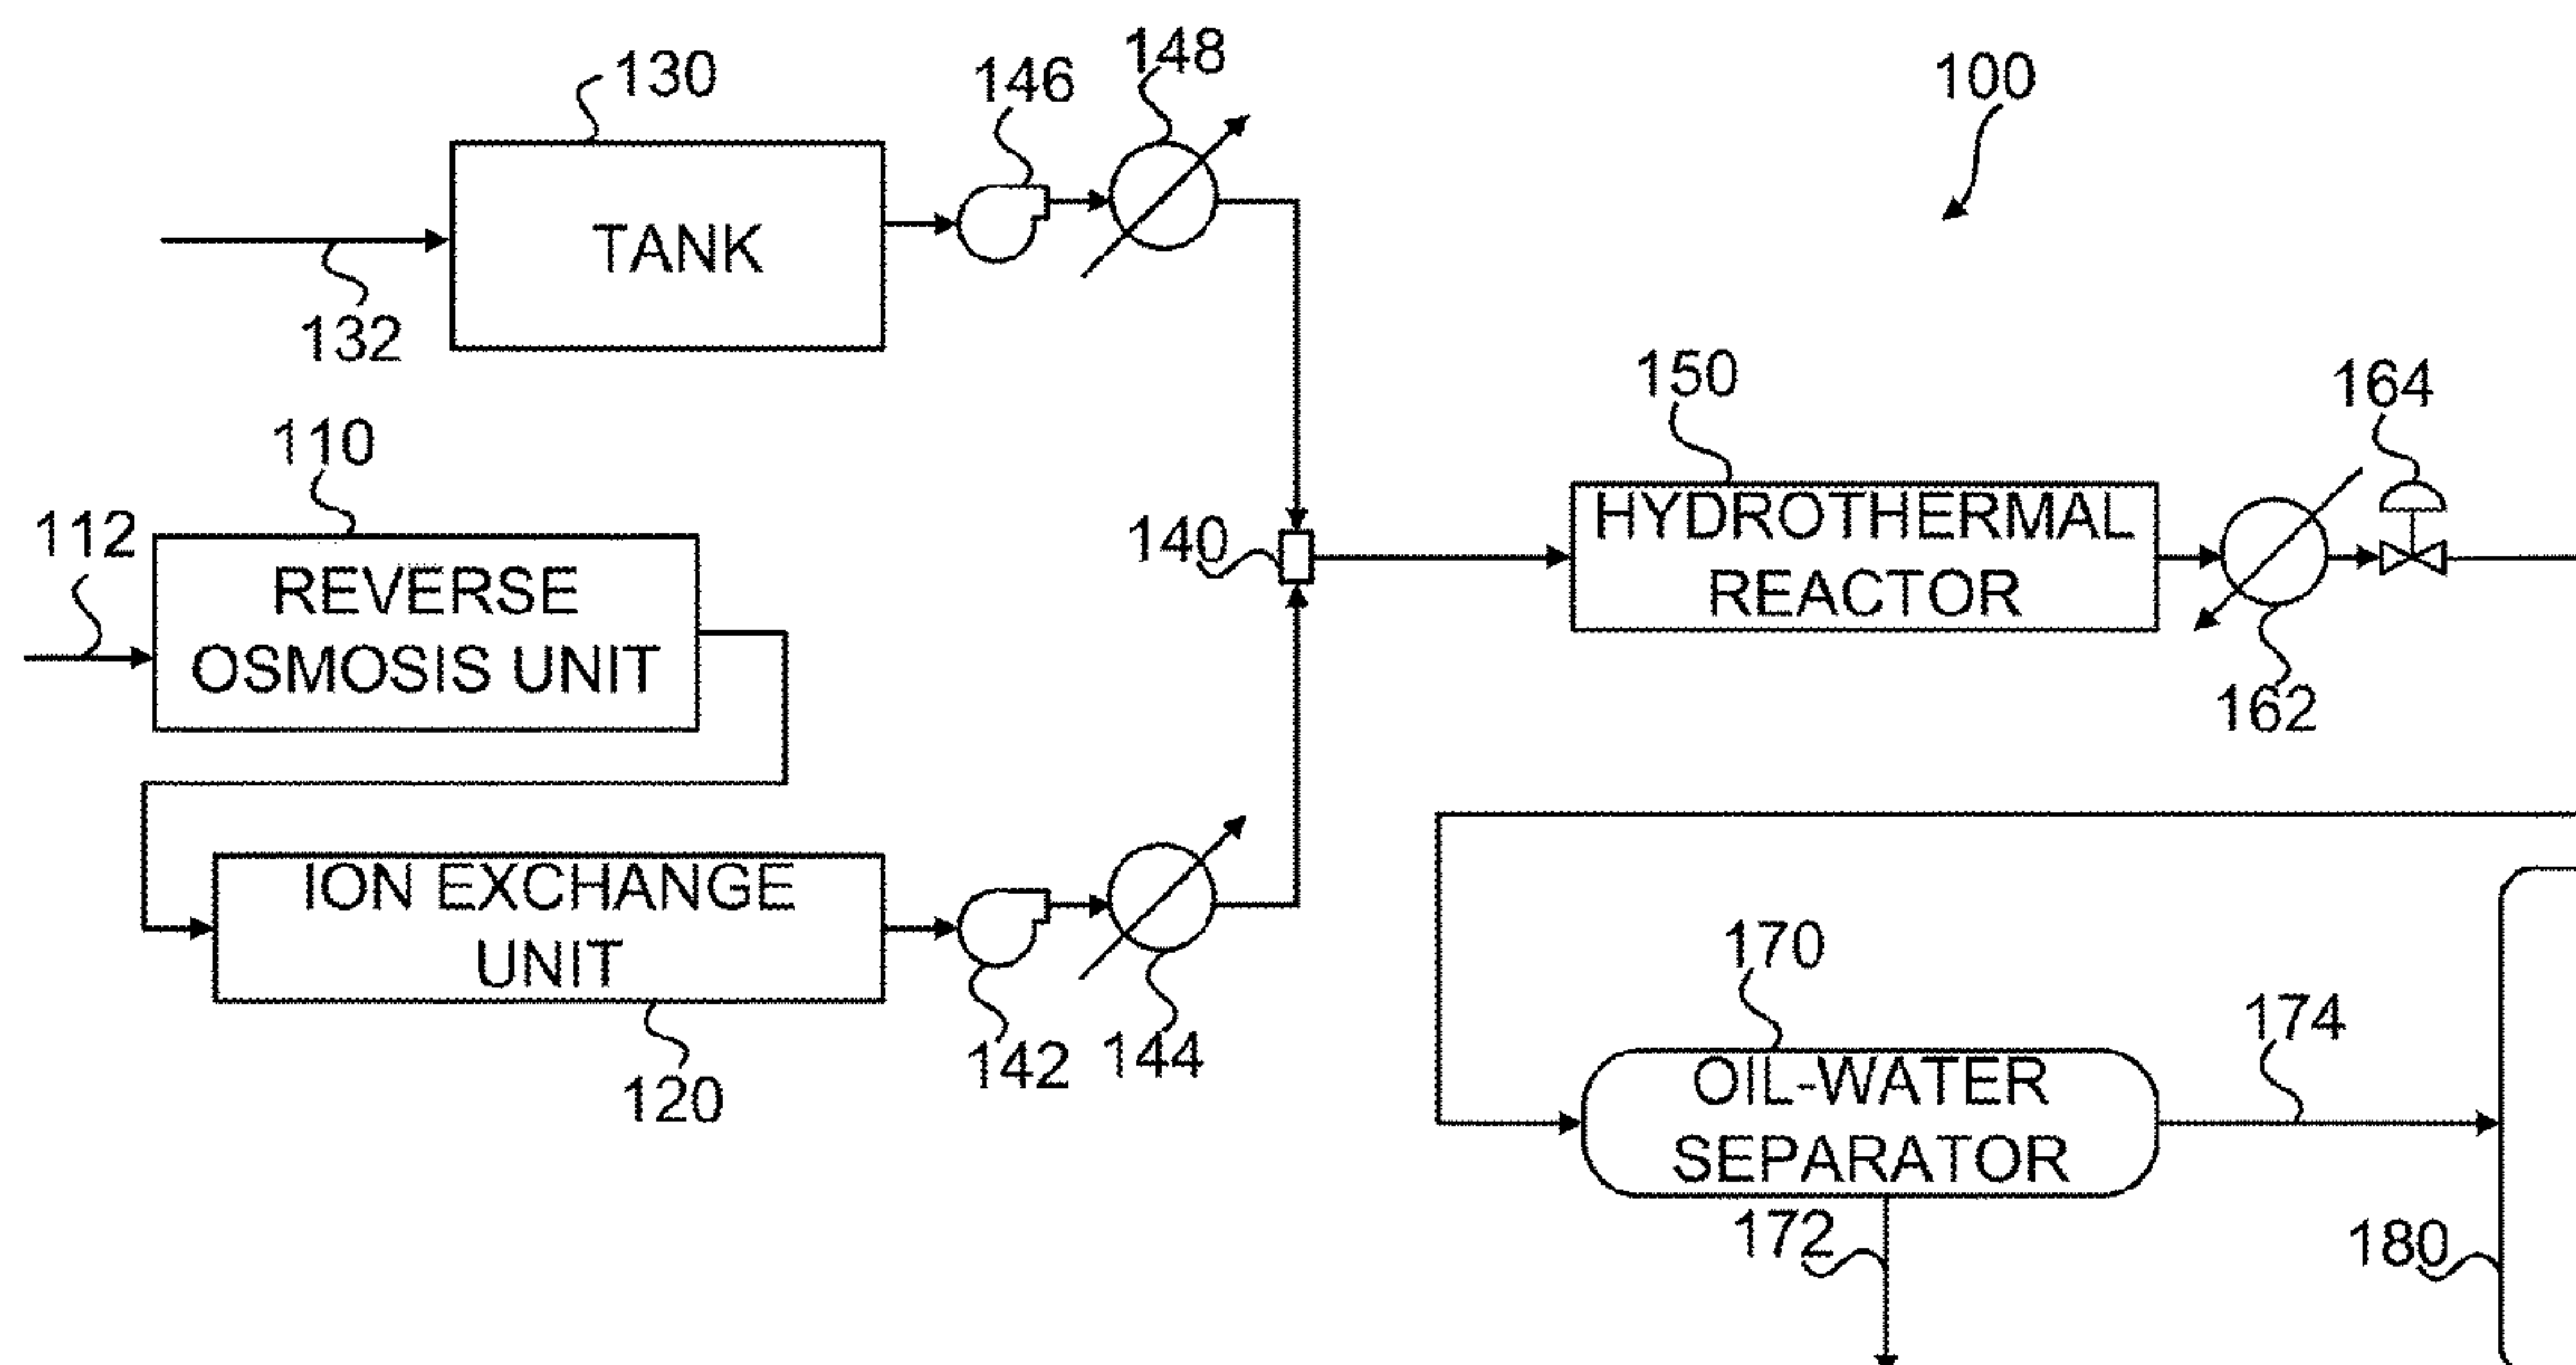 130
146
148
100
TANK
132
110
112
REVERSE
OSMOSIS UNIT
140
150
HYDROTHERMAL
REACTOR
164
162
ION EXCHANGE
UNIT
120
142
144
170
OIL-WATER
SEPARATOR
174
172
180